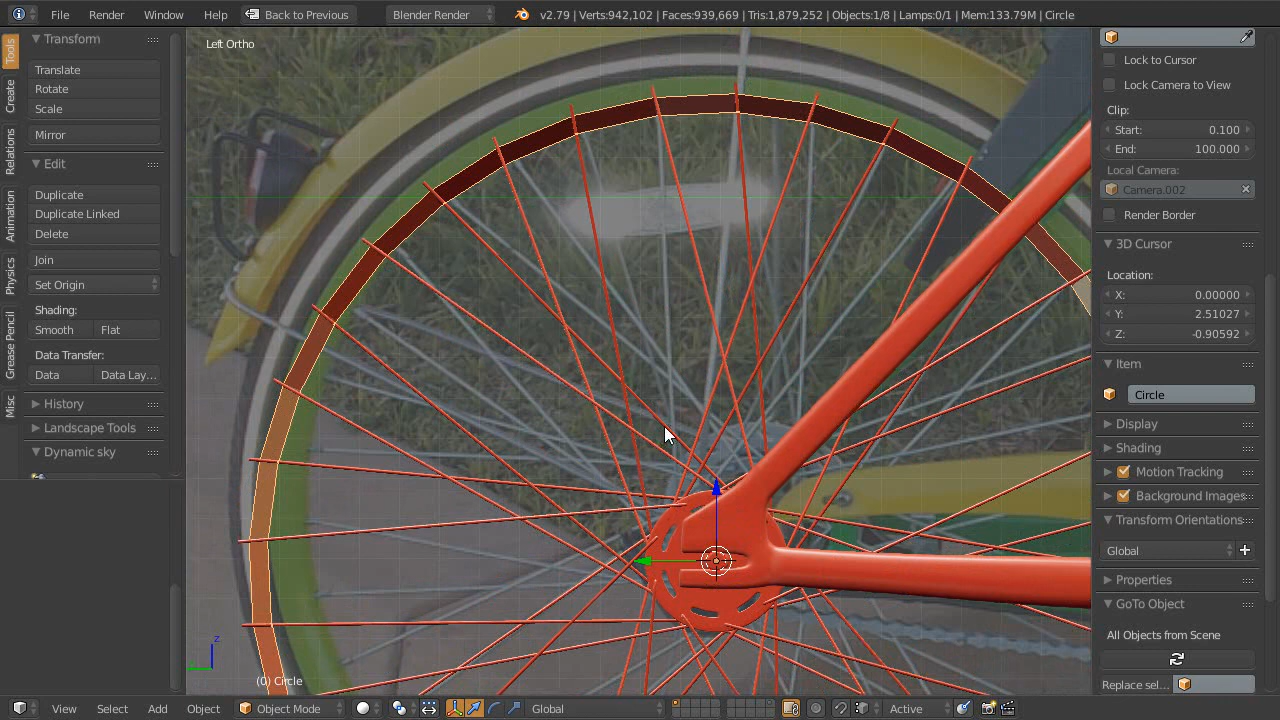 File Render Window Help Back to Previous Blender Render v2.79 | Verts:942,102 | Faces:939,669 | Tris:1,879,252 | Objects:1/8 | Lamps:0/1 | Mem:133.79M | Circle
Tools
Create
Relations
Animation
Physics
Grease Pencil
Misc
Transform
Translate
Rotate
Scale
Mirror
Edit
Duplicate
Duplicate Linked
Delete
Join
Set Origin
Shading:
Smooth Flat
Data Transfer:
Data Data Lay...
History
Landscape Tools
Dynamic sky
Left Ortho
z
(0) Circle
Lock to Cursor
Lock Camera to View
Clip:
Start: 0.100
End: 100.000
Local Camera:
Camera.002
Render Border
3D Cursor
Location:
X: 0.00000
Y: 2.51027
Z: -0.90592
Item
Circle
Display
Shading
Motion Tracking
Background Images
Transform Orientations
Global
Properties
GoTo Object
All Objects from Scene
Replace sel...
View Select Add Object Object Mode Global Active